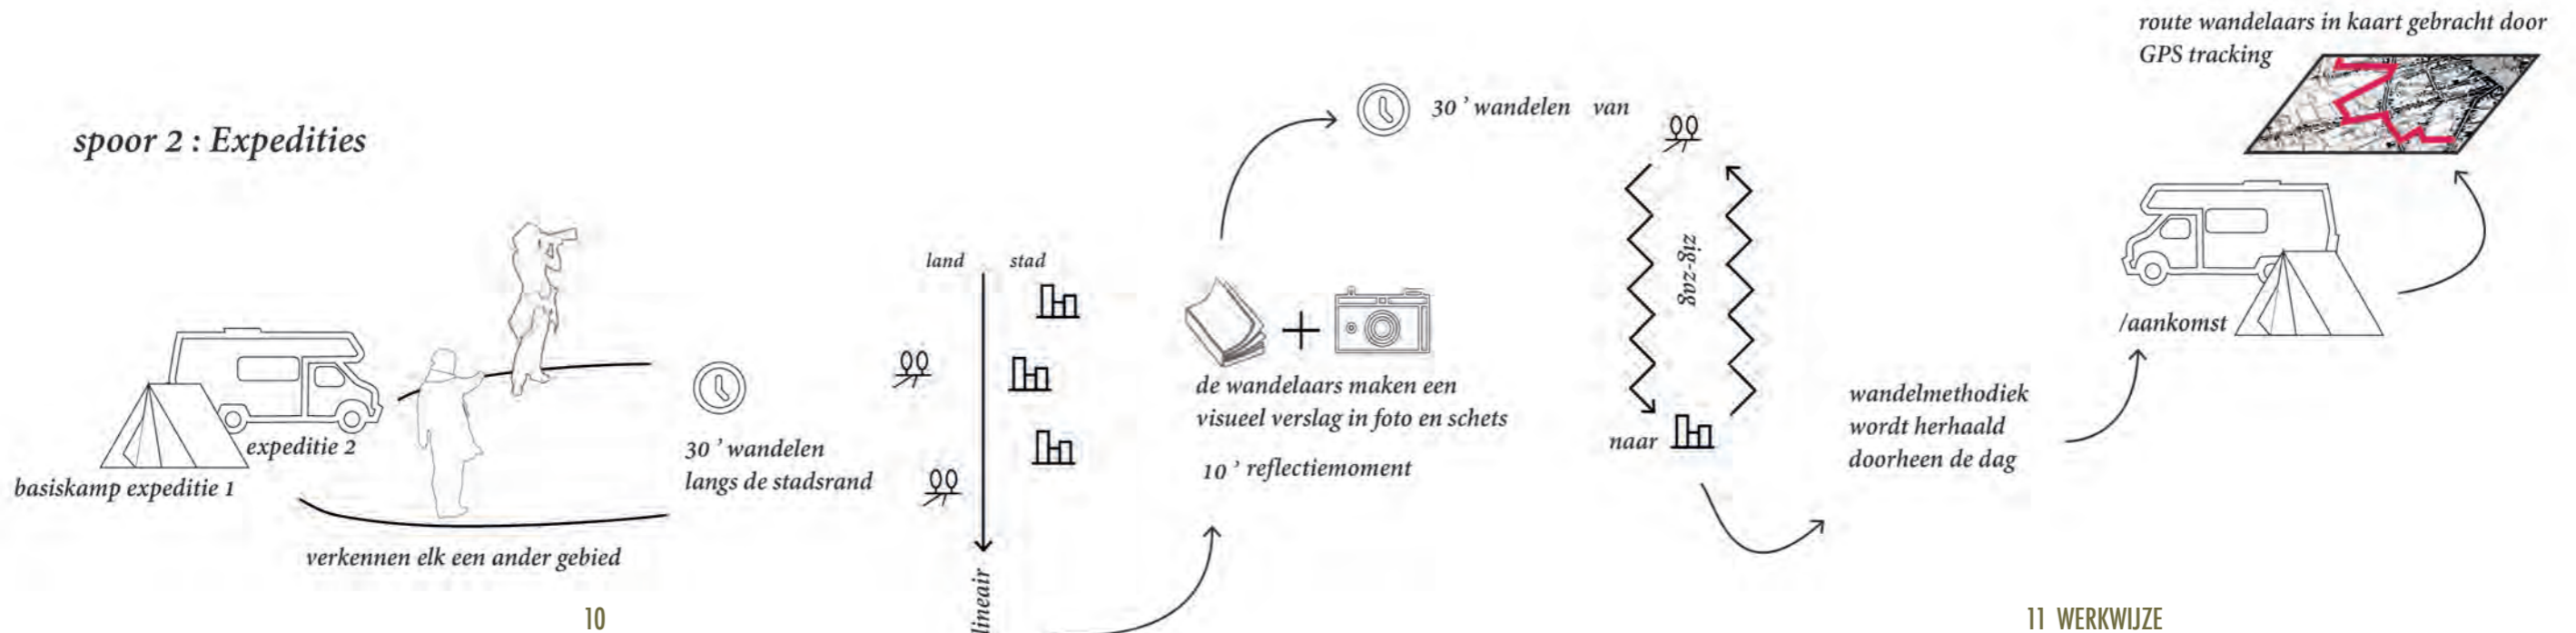 spoor 2 : Expedities
basiskamp expeditie 1
expeditie 2
verkennen elk een ander gebied
30 ’ wandelen
langs de stadsrand
land
stad
lineair
de wandelaars maken een
visueel verslag in foto en schets
10 ’ reflectiemoment
30 ’ wandelen van
zig-zag
naar
wandelmethodiek
wordt herhaald
doorheen de dag
/aankomst
route wandelaars in kaart gebracht door
GPS tracking
10
11 WERKWIJZE